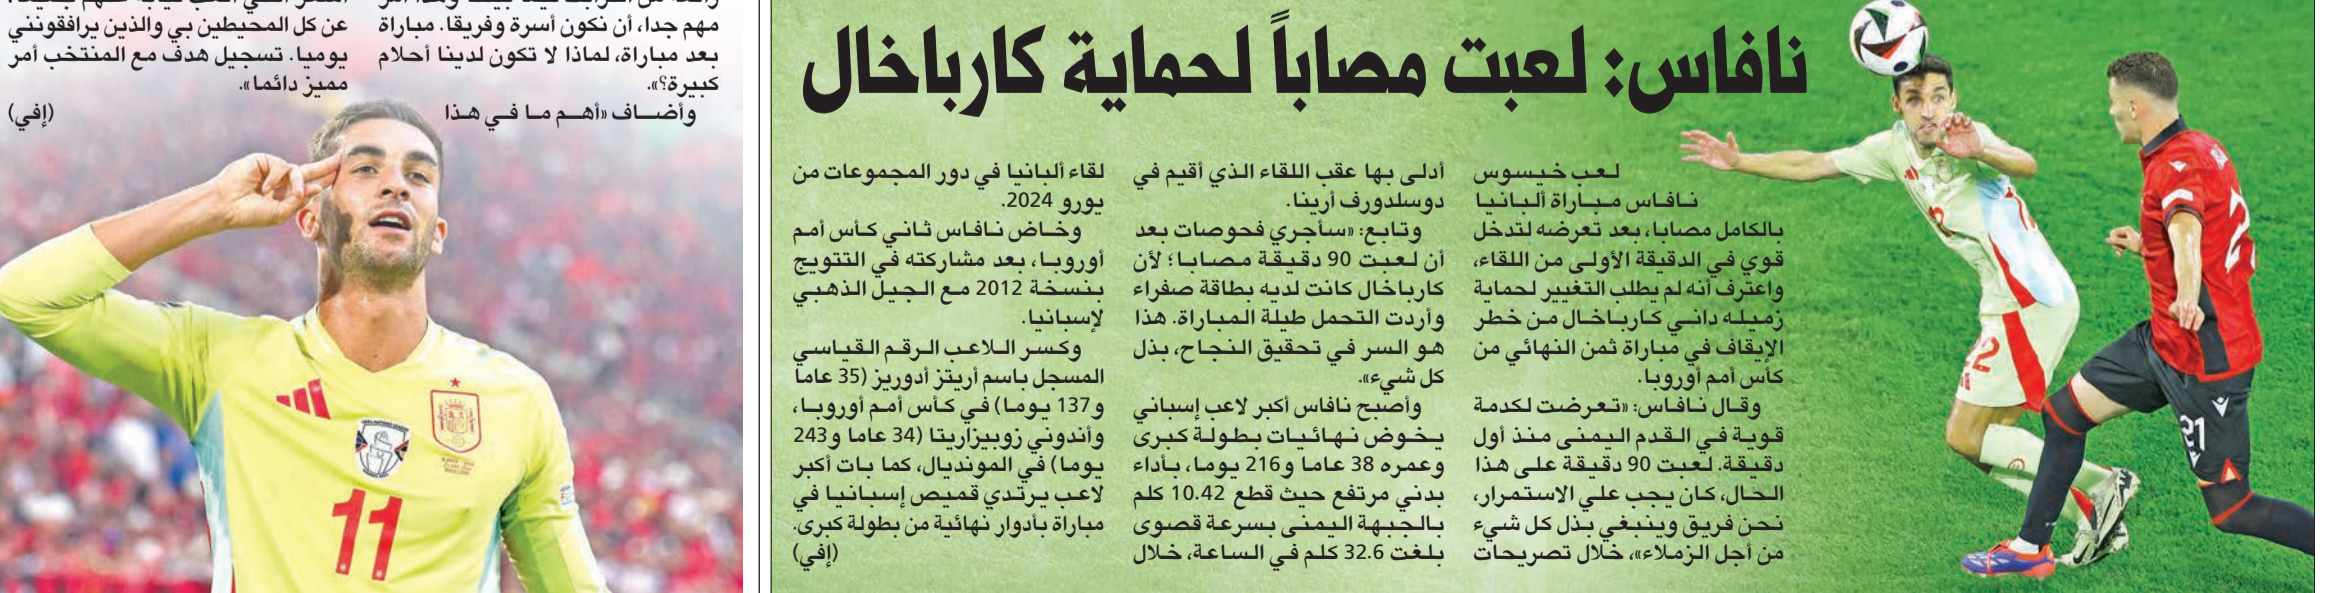 نافاس: لعبت مصاباً لحماية كارباخال
لعب خيسوس
نافاس مباراة ألبانيا
بالكامل مصابا، بعد تعرضه لتدخل
قوي في الدقيقة الأولى من اللقاء،
واعترف أنه لم يطلب التغيير لحماية
زميله داني كارباخال من خطر
الإيقاف في مباراة ثمن النهائي من
كأس أمم أوروبا.
وقال نافاس: «تعرضت لكدمة
قوية في القدم اليمنى منذ أول
دقيقة. لعبت 90 دقيقة على هذا
الحال، كان يجب علي الاستمرار،
نحن فريق وينبغي بذل كل شيء
من أجل الزملاء»، خلال تصريحات
أدلى بها عقب اللقاء الذي أقيم في
دوسلدورف أرينا.
وتابع: «سأجري فحوصات بعد
أن لعبت 90 دقيقة مصابا؛ لأن
كارباخال كانت لديه بطاقة صفراء
وأردت التحمل طيلة المباراة. هذا
هو السر في تحقيق النجاح، بذل
كل شيء».
وأصبح نافاس أكبر لاعب إسباني
يخوض نهائيات بطولة كبرى
وعمره 38 عاما و216 يوما، بأداء
بدني مرتفع حيث قطع 10.42 كلم
بالجبهة اليمنى بسرعة قصوى
بلغت 32.6 كلم في الساعة، خلال
لقاء ألبانيا في دور المجموعات من
يورو 2024.
وخاض نافاس ثاني كأس أمم
أوروبا، بعد مشاركته في التتويج
بنسخة 2012 مع الجيل الذهبي
لإسبانيا.
وكسر اللاعب الرقم القياسي
المسجل باسم أريتز أدوريز (35 عاما
و137 يوما) في كأس أمم أوروبا،
وأندوني زوبيزاريتا (34 عاما و243
يوما) في المونديال، كما بات أكبر
لاعب يرتدي قميص إسبانيا في
مباراة بأدوار نهائية من بطولة كبرى.
(إفي)
مهم جدا، أن نكون أسرة وفريقا. مباراة
بعد مباراة، لماذا لا تكون لدينا أحلام
كبيرة؟».
وأضاف «أهم ما في هذا
عن كل المحيطين بي والذين يرافقونني
يوميا. تسجيل هدف مع المنتخب أمر
مميز دائما».
(إفي)
11
22
21